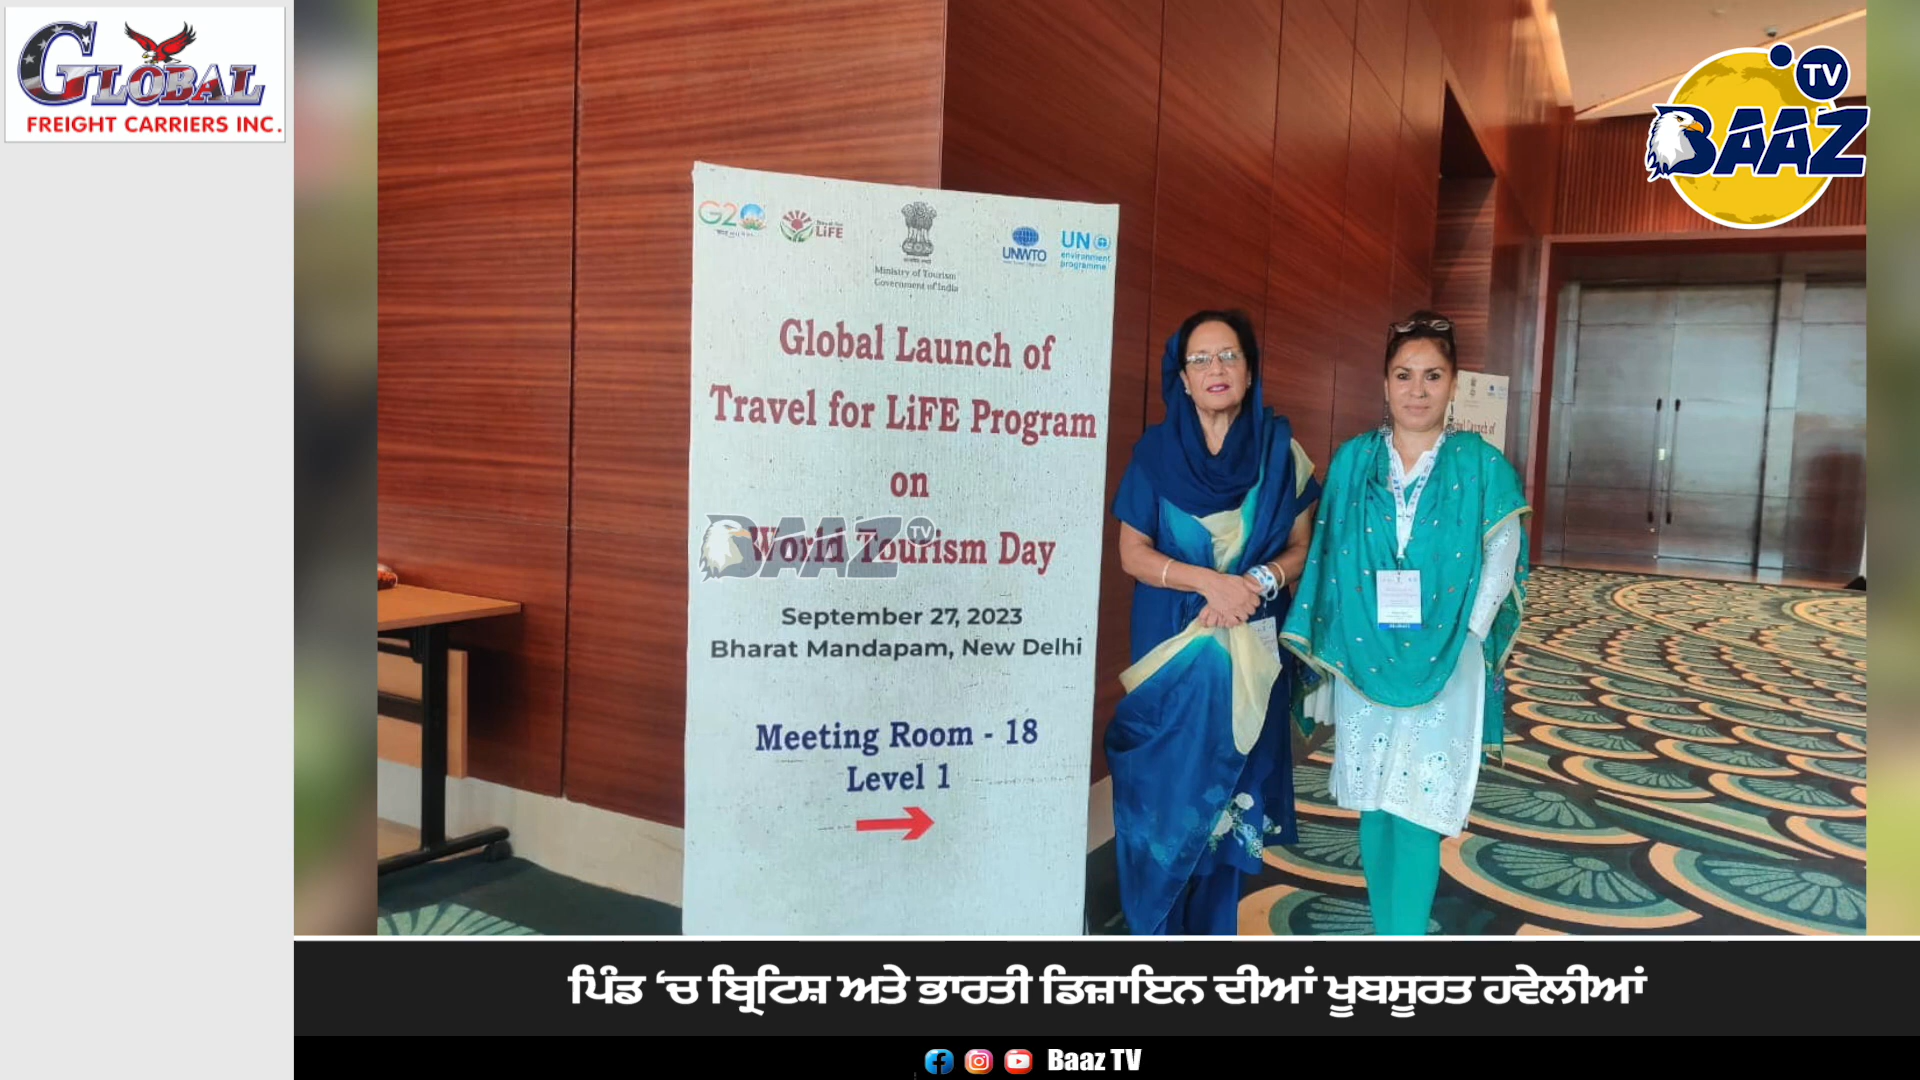 GLOBAL
FREIGHT CARRIERS INC.
TV
BAAZ
G20
LiFE
Ministry of Tourism
Government of India
UNWTO
UN
environment
programme
Global Launch of
Travel for LiFE Program
on
World Tourism Day
BAAZ TV
September 27, 2023
Bharat Mandapam, New Delhi
Meeting Room - 18
Level 1
ਪਿੰਡ ‘ਚ ਬ੍ਰਿਟਿਸ਼ ਅਤੇ ਭਾਰਤੀ ਡਿਜ਼ਾਇਨ ਦੀਆਂ ਖੂਬਸੂਰਤ ਹਵੇਲੀਆਂ
Baaz TV